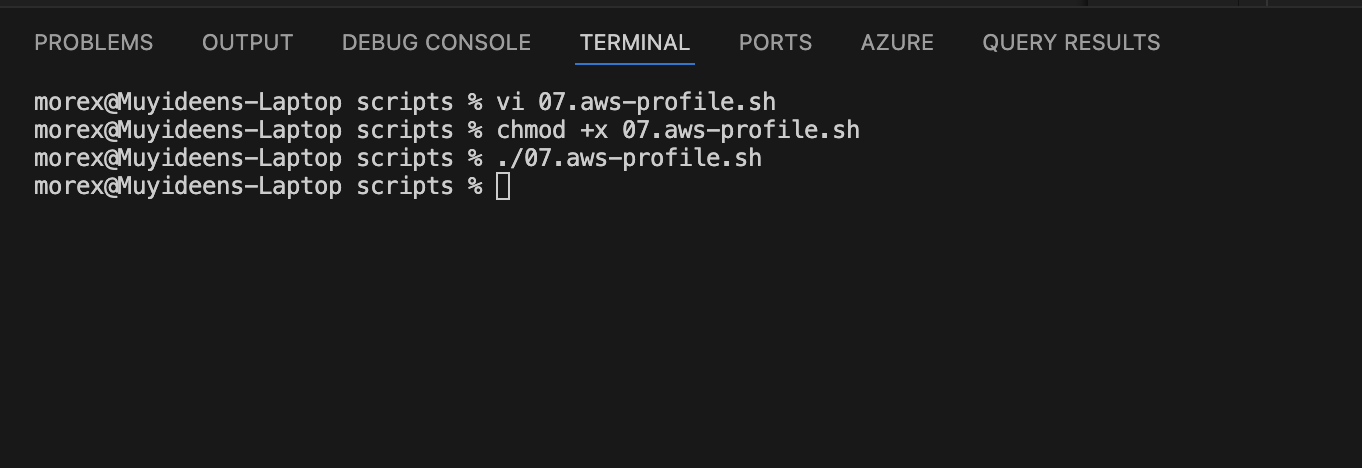 PROBLEMS OUTPUT DEBUG CONSOLE TERMINAL PORTS AZURE QUERY RESULTS
morex@Muyideens-Laptop scripts % vi 07.aws-profile.sh
morex@Muyideens-Laptop scripts % chmod +x 07.aws-profile.sh
morex@Muyideens-Laptop scripts % ./07.aws-profile.sh
morex@Muyideens-Laptop scripts %